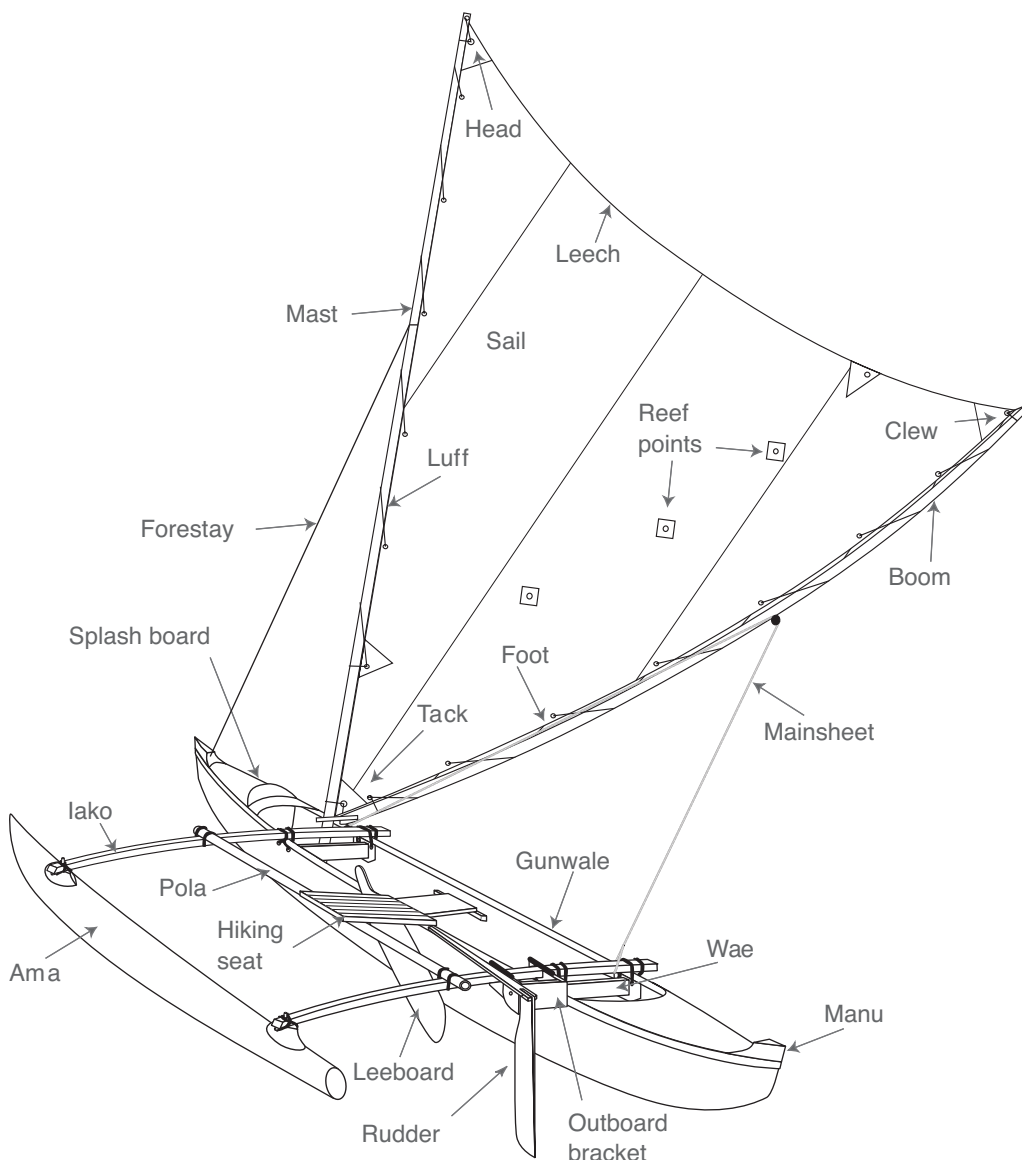 Head
Leech
Mast
Sail
Reef
points
Clew
Luff
Forestay
Boom
Splash board
Foot
Tack
Mainsheet
Iako
Gunwale
Pola
Hiking
seat
Wae
Ama
Manu
Leeboard
Rudder
Outboard
bracket